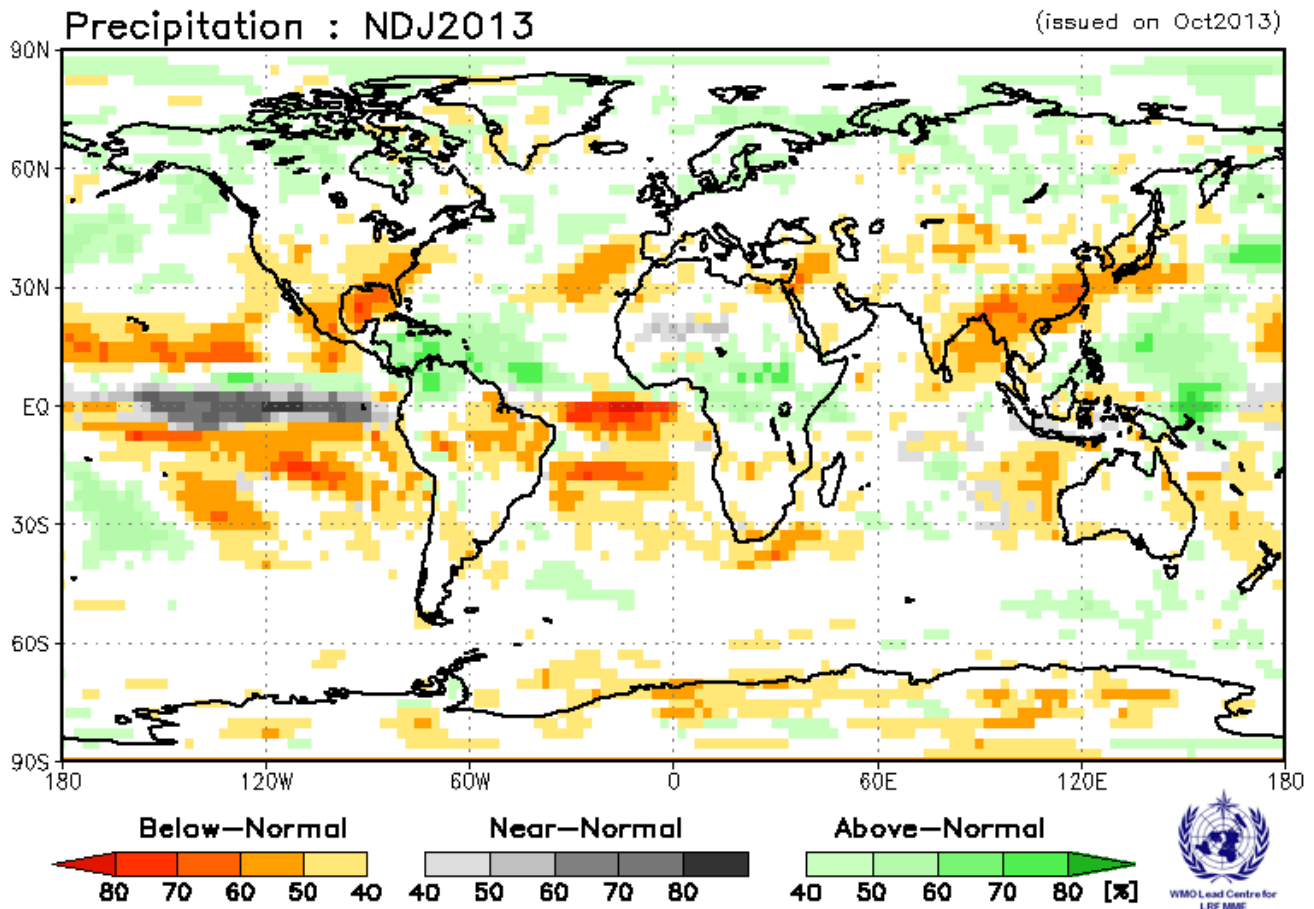 Precipitation : NDJ2013
(issued on Oct2013)
90N
60N
30N
EQ
30S
60S
90S
180 120W 60W 0 60E 120E 180
Below−Normal Near−Normal Above−Normal
80 70 60 50 40 40 50 60 70 80 40 50 60 70 80 [%]
WMO Lead Centre for
LRFMME